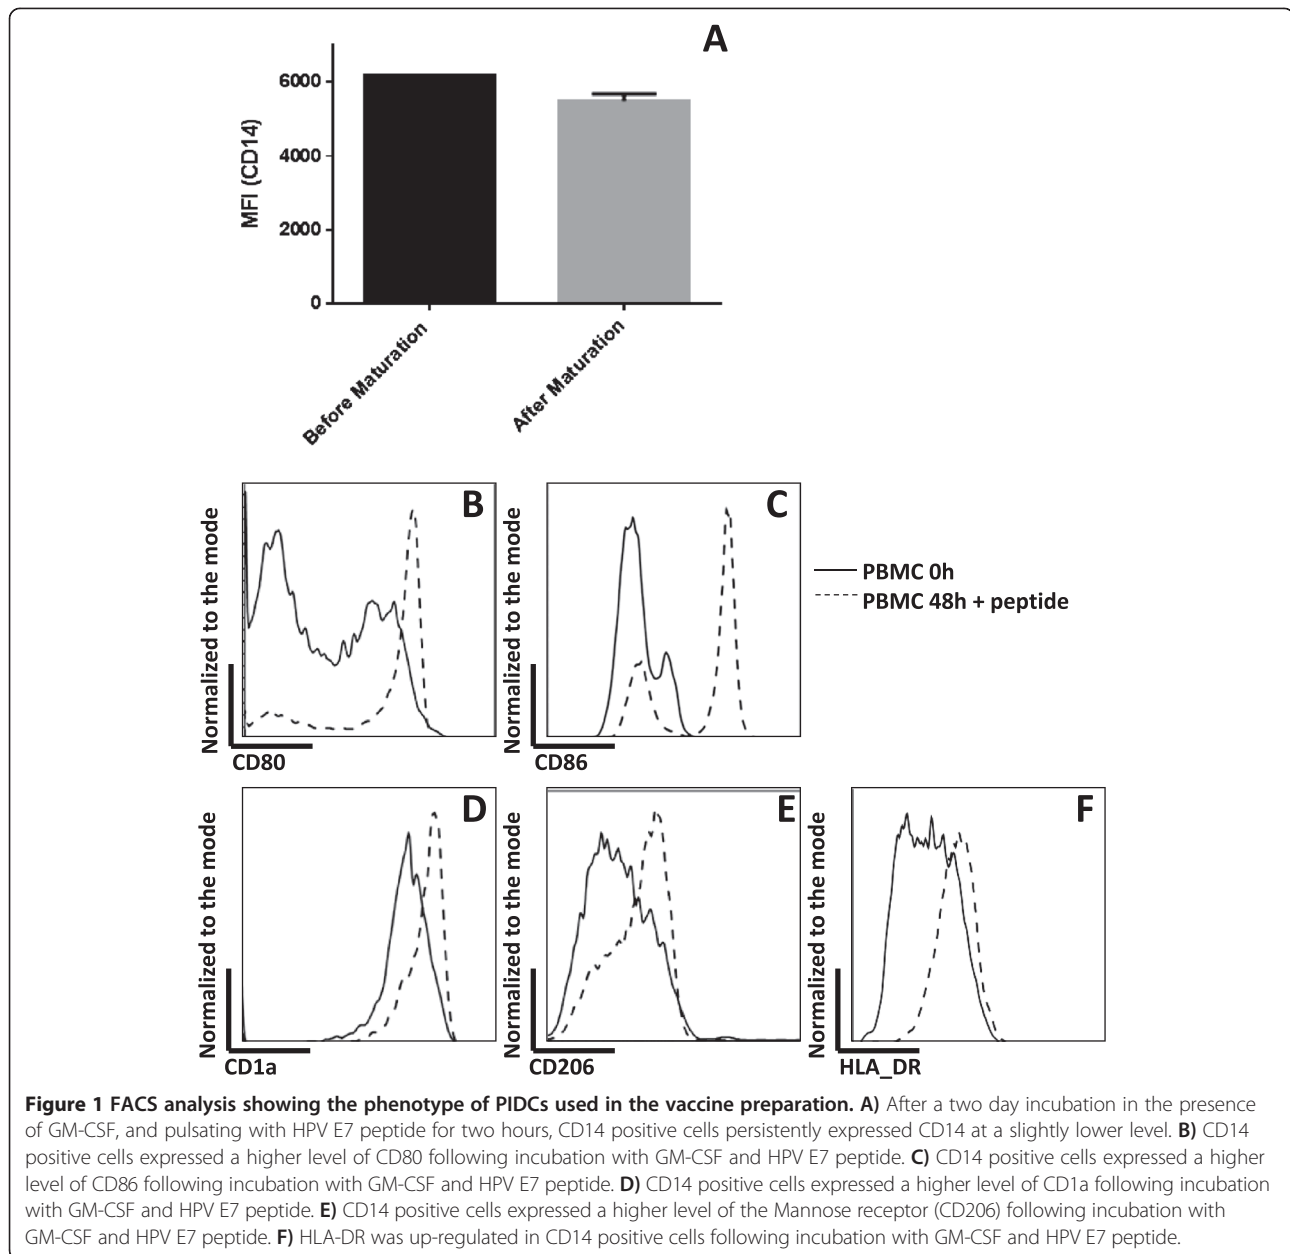 A
6000
4000
2000
0
MFI (CD14)
Before Maturation
After Maturation
B
Normalized to the mode
CD80
C
Normalized to the mode
CD86
PBMC 0h
PBMC 48h + peptide
D
Normalized to the mode
CD1a
E
Normalized to the mode
CD206
F
Normalized to the mode
HLA_DR
Figure 1 FACS analysis showing the phenotype of PIDCs used in the vaccine preparation. A) After a two day incubation in the presence
of GM-CSF, and pulsating with HPV E7 peptide for two hours, CD14 positive cells persistently expressed CD14 at a slightly lower level. B) CD14
positive cells expressed a higher level of CD80 following incubation with GM-CSF and HPV E7 peptide. C) CD14 positive cells expressed a higher
level of CD86 following incubation with GM-CSF and HPV E7 peptide. D) CD14 positive cells expressed a higher level of CD1a following incubation
with GM-CSF and HPV E7 peptide. E) CD14 positive cells expressed a higher level of the Mannose receptor (CD206) following incubation with
GM-CSF and HPV E7 peptide. F) HLA-DR was up-regulated in CD14 positive cells following incubation with GM-CSF and HPV E7 peptide.